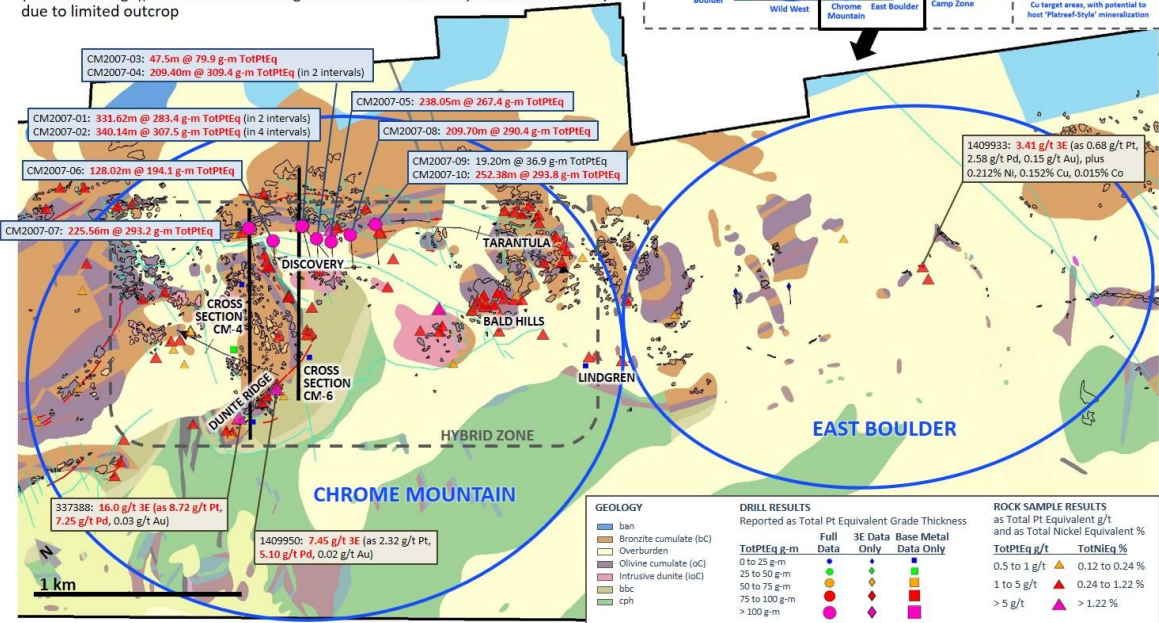 due to limited outcrop
Boulder
Wild West
Chrome
Mountain
East Boulder
Camp Zone
Cu target areas, with potential to
host 'Platreef-Style' mineralization
CM2007-03: 47.5m @ 79.9 g-m TotPtEq
CM2007-04: 209.40m @ 309.4 g-m TotPtEq (in 2 intervals)
CM2007-05: 238.05m @ 267.4 g-m TotPtEq
CM2007-01: 331.62m @ 283.4 g-m TotPtEq (in 2 intervals)
CM2007-02: 340.14m @ 307.5 g-m TotPtEq (in 4 intervals)
CM2007-08: 209.70m @ 290.4 g-m TotPtEq
CM2007-09: 19.20m @ 36.9 g-m TotPtEq
CM2007-10: 252.38m @ 293.8 g-m TotPtEq
CM2007-06: 128.02m @ 194.1 g-m TotPtEq
CM2007-07: 225.56m @ 293.2 g-m TotPtEq
1409933: 3.41 g/t 3E (as 0.68 g/t Pt,
2.58 g/t Pd, 0.15 g/t Au), plus
0.212% Ni, 0.152% Cu, 0.015% Co
TARANTULA
DISCOVERY
CROSS
SECTION
CM-4
BALD HILLS
CROSS
SECTION
CM-6
LINDGREN
DUNITE RIDGE
HYBRID ZONE
EAST BOULDER
CHROME MOUNTAIN
337388: 16.0 g/t 3E (as 8.72 g/t Pt,
7.25 g/t Pd, 0.03 g/t Au)
1409950: 7.45 g/t 3E (as 2.32 g/t Pt,
5.10 g/t Pd, 0.02 g/t Au)
N
1 km
GEOLOGY
ban
Bronzite cumulate (bC)
Overburden
Olivine cumulate (oC)
Intrusive dunite (ioC)
bbc
cph
DRILL RESULTS
Reported as Total Pt Equivalent Grade Thickness
Full 3E Data Base Metal
TotPtEq g-m Data Only Data Only
0 to 25 g-m
25 to 50 g-m
50 to 75 g-m
75 to 100 g-m
> 100 g-m
ROCK SAMPLE RESULTS
as Total Pt Equivalent g/t
and as Total Nickel Equivalent %
TotPtEq g/t TotNiEq %
0.5 to 1 g/t 0.12 to 0.24 %
1 to 5 g/t 0.24 to 1.22 %
> 5 g/t > 1.22 %